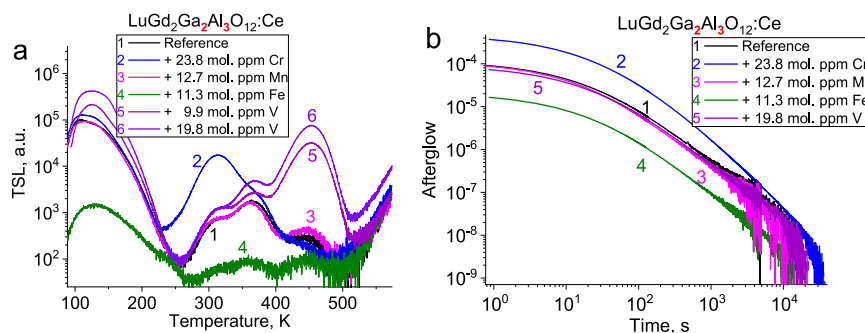 LuGd2Ga2Al3O12:Ce
a
1 Reference
2 + 23.8 mol. ppm Cr
3 + 12.7 mol. ppm Mn
4 + 11.3 mol. ppm Fe
5 + 9.9 mol. ppm V
6 + 19.8 mol. ppm V
TSL, a.u.
10^6
10^5
10^4
10^3
10^2
2
6
5
3
1
4
100 200 300 400 500
Temperature, K
LuGd2Ga2Al3O12:Ce
b
1 Reference
2 + 23.8 mol. ppm Cr
3 + 12.7 mol. ppm M
4 + 11.3 mol. ppm Fe
5 + 19.8 mol. ppm V
Afterglow
10^-4
10^-5
10^-6
10^-7
10^-8
10^-9
2
1
5
3
4
10^0 10^1 10^2 10^3 10^4
Time, s